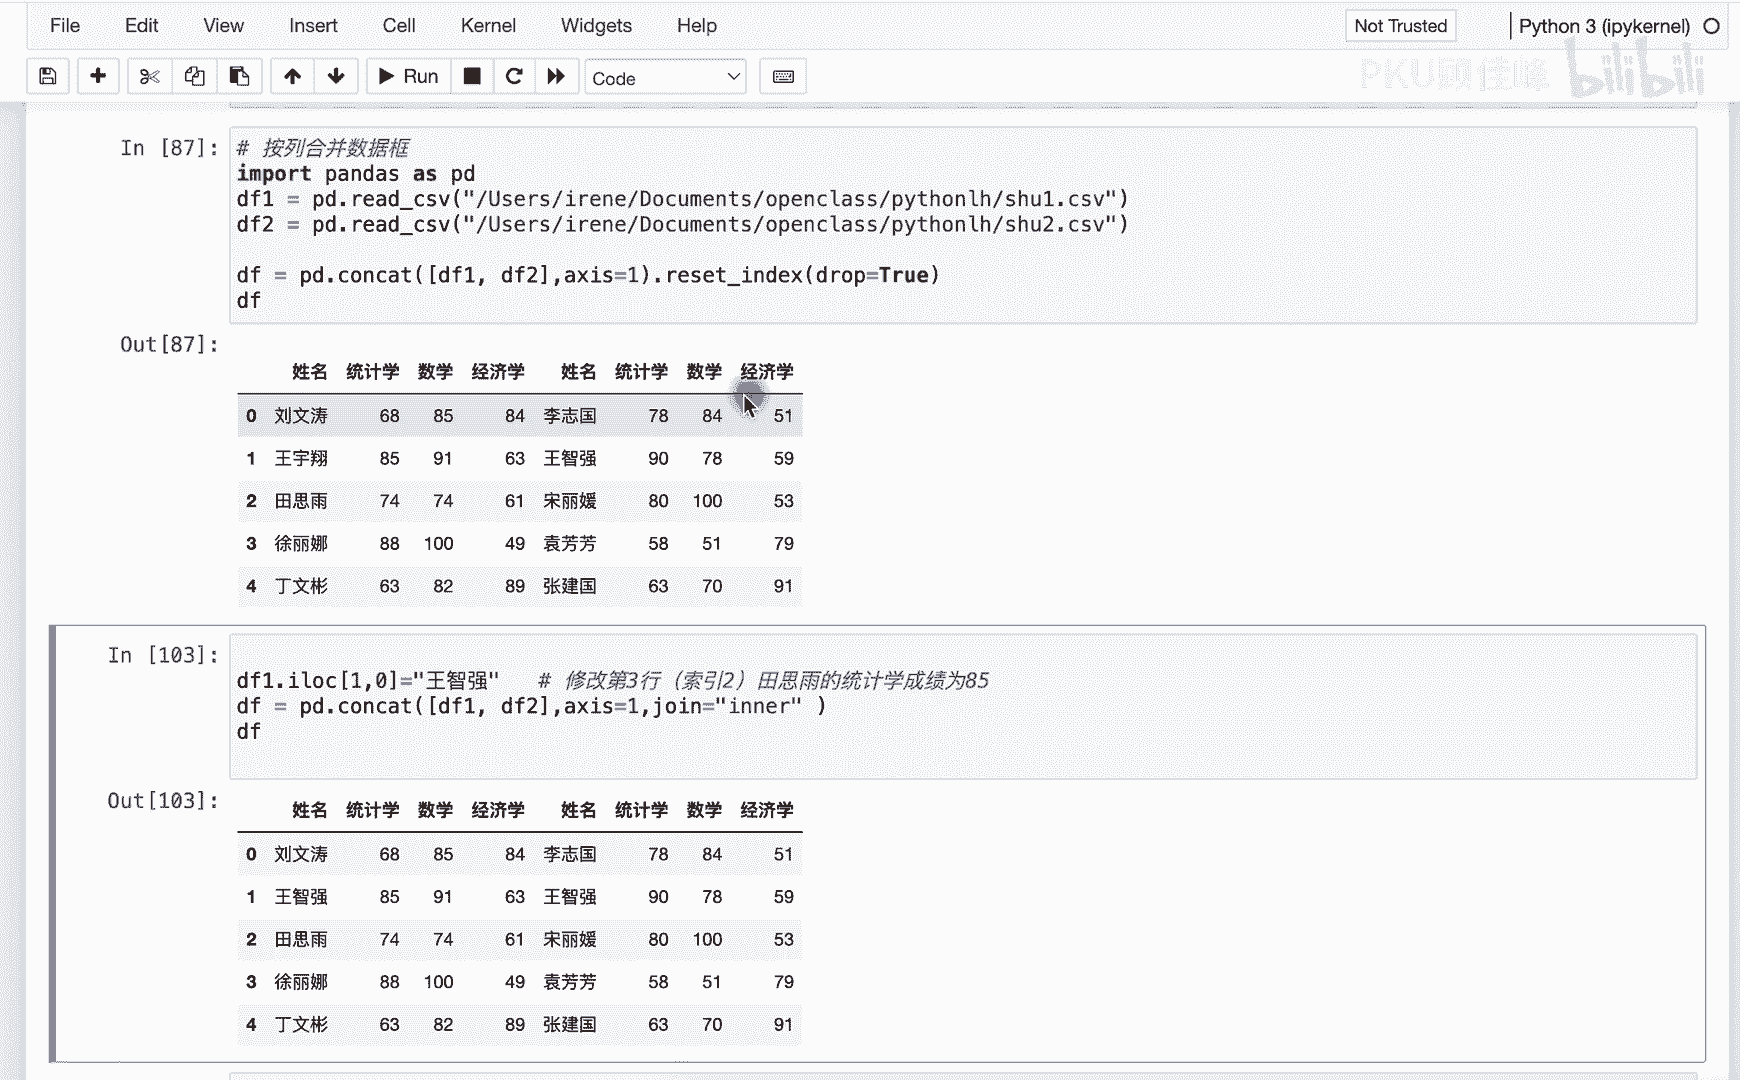 File Edit View Insert Cell Kernel Widgets Help Not Trusted Python 3 (ipykernel)
PKU顾佳峰 bilibili
Run Code
In [87]:
# 按列合并数据框
import pandas as pd
df1 = pd.read_csv("/Users/irene/Documents/openclass/pythonlh/shu1.csv")
df2 = pd.read_csv("/Users/irene/Documents/openclass/pythonlh/shu2.csv")
df = pd.concat([df1, df2],axis=1).reset_index(drop=True)
df
Out[87]:
姓名 统计学 数学 经济学 姓名 统计学 数学 经济学
0 刘文涛 68 85 84 李志国 78 84 51
1 王宇翔 85 91 63 王智强 90 78 59
2 田思雨 74 74 61 宋丽媛 80 100 53
3 徐丽娜 88 100 49 袁芳芳 58 51 79
4 丁文彬 63 82 89 张建国 63 70 91
In [103]:
df1.iloc[1,0]="王智强" # 修改第3行（索引2）田思雨的统计学成绩为85
df = pd.concat([df1, df2],axis=1,join="inner" )
df
Out[103]:
姓名 统计学 数学 经济学 姓名 统计学 数学 经济学
0 刘文涛 68 85 84 李志国 78 84 51
1 王智强 85 91 63 王智强 90 78 59
2 田思雨 74 74 61 宋丽媛 80 100 53
3 徐丽娜 88 100 49 袁芳芳 58 51 79
4 丁文彬 63 82 89 张建国 63 70 91